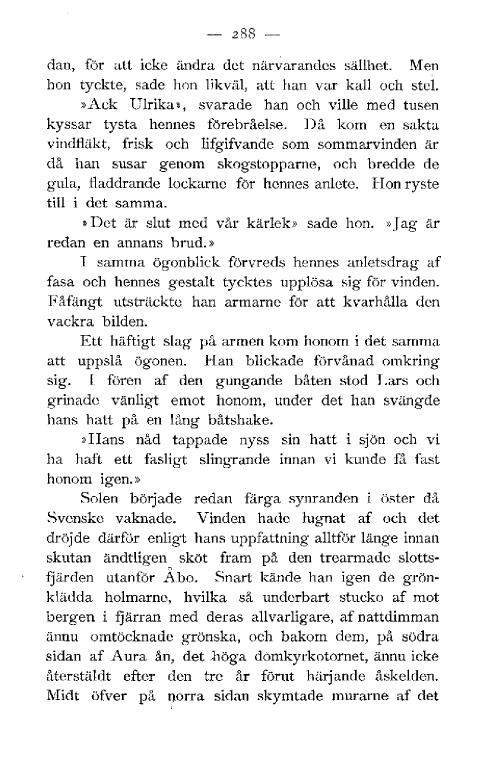 — 288 —
dan, för att icke ändra det närvarandes sällhet. Men
hon tyckte, sade hon likväl, att han var kall och stel.
»Ack Ulrika», svarade han och ville med tusen
kyssar tysta hennes förebråelse. Då kom en sakta
vindfläkt, frisk och lifgifvande som sommarvinden är
då han susar genom skogstopparne, och bredde de
gula, fladdrande lockarne för hennes anlete. Hon ryste
till i det samma.
»Det är slut med vår kärlek» sade hon. »Jag är
redan en annans brud.»
I samma ögonblick förvreds hennes anletsdrag af
fasa och hennes gestalt tycktes upplösa sig för vinden.
Fåfängt utsträckte han armarne för att kvarhålla den
vackra bilden.
Ett häftigt slag på armen kom honom i det samma
att uppslå ögonen. Han blickade förvånad omkring
sig. I fören af den gungande båten stod Lars och
grinade vänligt emot honom, under det han svängde
hans hatt på en lång båtshake.
»Hans nåd tappade nyss sin hatt i sjön och vi
ha haft ett fasligt slingrande innan vi kunde få fast
honom igen.»
Solen började redan färga synranden i öster då
Svenske vaknade. Vinden hade lugnat af och det
dröjde därför enligt hans uppfattning alltför länge innan
skutan ändtligen sköt fram på den trearmade slotts-
fjärden utanför Åbo. Snart kände han igen de grön-
klädda holmarne, hvilka så underbart stucko af mot
bergen i fjärran med deras allvarligare, af nattdimman
ännu omtöcknade grönska, och bakom dem, på södra
sidan af Aura ån, det höga domkyrkotornet, ännu icke
återstäldt efter den tre år förut härjande åskelden.
Midt öfver på norra sidan skymtade murarne af det